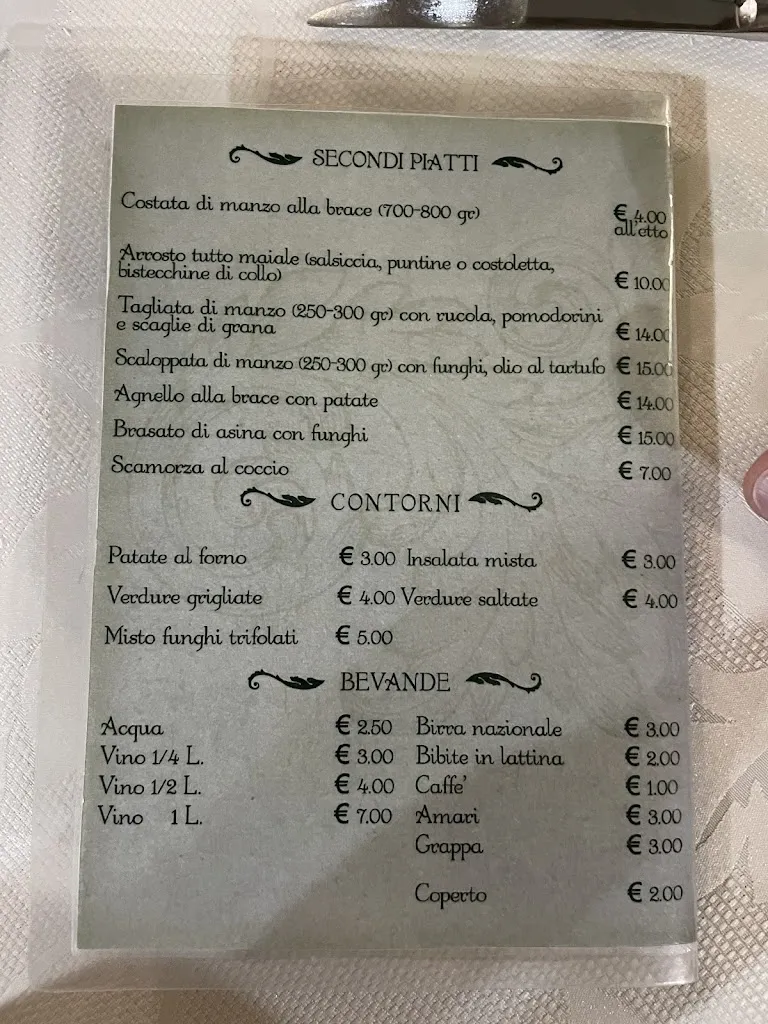 SECONDI PIATTI
Costata di manzo alla brace (700-800 gr) € 4.00
all'etto
Arrosto tutto maiale (salsiccia, puntine o costoletta,
bistecchine di collo) € 10.00
Tagliata di manzo (250-300 gr) con rucola, pomodorini
e scaglie di grana € 14.00
Scaloppata di manzo (250-300 gr) con funghi, olio al tartufo € 15.00
Agnello alla brace con patate € 14.00
Brasato di asina con funghi € 15.00
Scamorza al coccio € 7.00
CONTORNI
Patate al forno € 3.00 Insalata mista € 3.00
Verdure grigliate € 4.00 Verdure saltate € 4.00
Misto funghi trifolati € 5.00
BEVANDE
Acqua € 2.50 Birra nazionale € 3.00
Vino 1/4 L. € 3.00 Bibite in lattina € 2.00
Vino 1/2 L. € 4.00 Caffe' € 1.00
Vino 1 L. € 7.00 Amari € 3.00
Grappa € 3.00
Coperto € 2.00